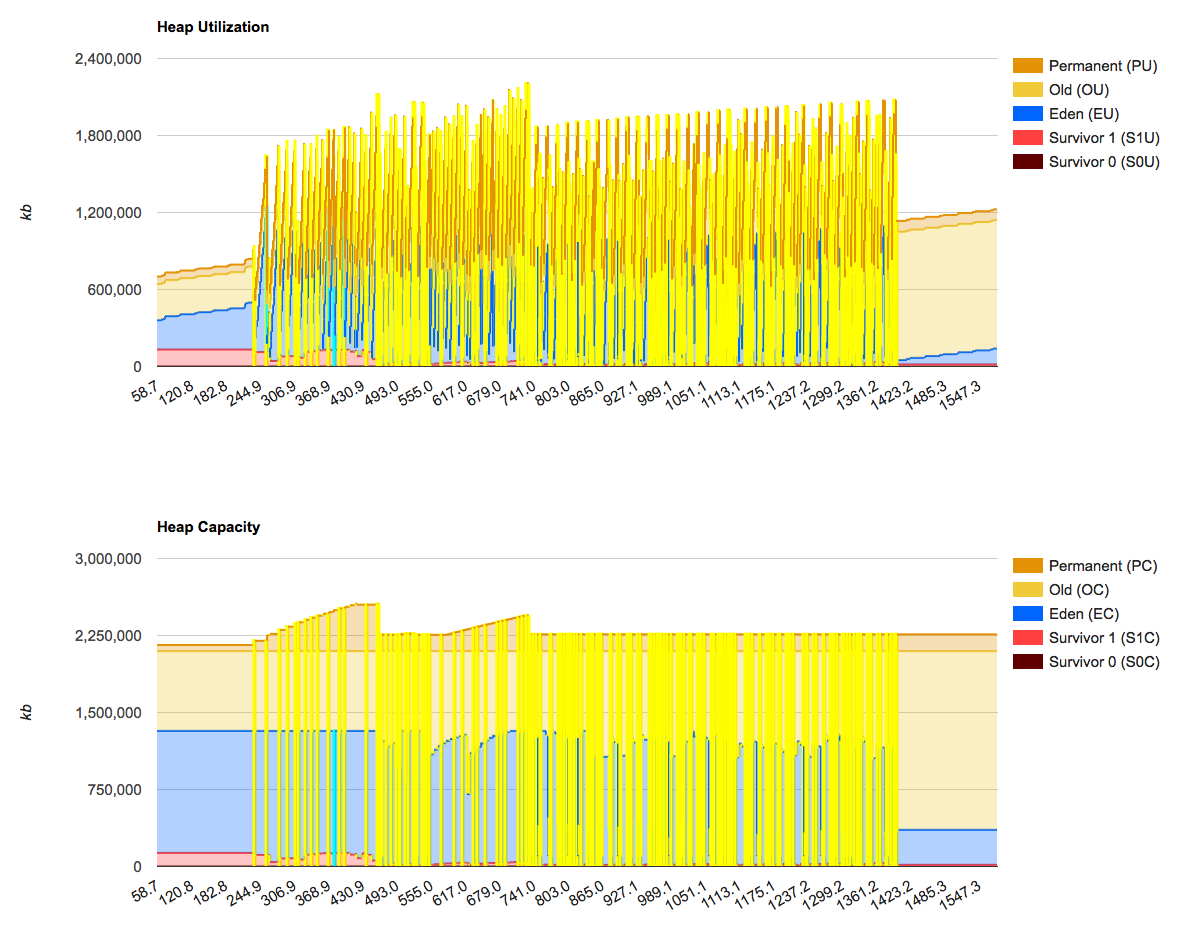 Heap Utilization
2,400,000
1,800,000
1,200,000
600,000
0
kb
58.7 120.8 182.8 244.9 306.9 368.9 430.9 493.0 555.0 617.0 679.0 741.0 803.0 865.0 927.1 989.1 1051.1 1113.1 1175.1 1237.2 1299.2 1361.2 1423.2 1485.3 1547.3
Permanent (PU)
Old (OU)
Eden (EU)
Survivor 1 (S1U)
Survivor 0 (S0U)
Heap Capacity
3,000,000
2,250,000
1,500,000
750,000
0
kb
58.7 120.8 182.8 244.9 306.9 368.9 430.9 493.0 555.0 617.0 679.0 741.0 803.0 865.0 927.1 989.1 1051.1 1113.1 1175.1 1237.2 1299.2 1361.2 1423.2 1485.3 1547.3
Permanent (PC)
Old (OC)
Eden (EC)
Survivor 1 (S1C)
Survivor 0 (S0C)